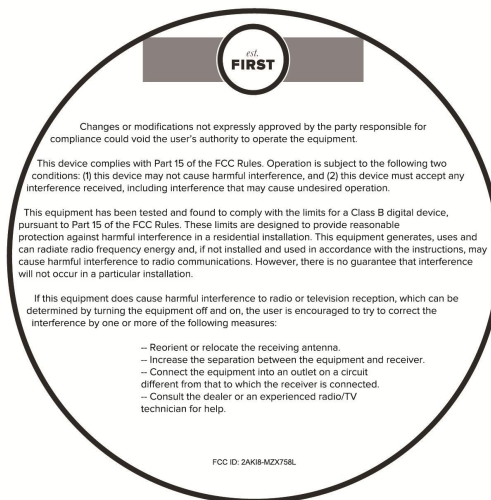 est.
FIRST
Changes or modifications not expressly approved by the party responsible for
compliance could void the user's authority to operate the equipment.
This device complies with Part 15 of the FCC Rules. Operation is subject to the following two
conditions: (1) this device may not cause harmful interference, and (2) this device must accept any
interference received, including interference that may cause undesired operation.
This equipment has been tested and found to comply with the limits for a Class B digital device,
pursuant to Part 15 of the FCC Rules. These limits are designed to provide reasonable
protection against harmful interference in a residential installation. This equipment generates, uses and
can radiate radio frequency energy and, if not installed and used in accordance with the instructions, may
cause harmful interference to radio communications. However, there is no guarantee that interference
will not occur in a particular installation.
If this equipment does cause harmful interference to radio or television reception, which can be
determined by turning the equipment off and on, the user is encouraged to try to correct the
interference by one or more of the following measures:
-- Reorient or relocate the receiving antenna.
-- Increase the separation between the equipment and receiver.
-- Connect the equipment into an outlet on a circuit
different from that to which the receiver is connected.
-- Consult the dealer or an experienced radio/TV
technician for help.
FCC ID: 2AKI8-MZX758L